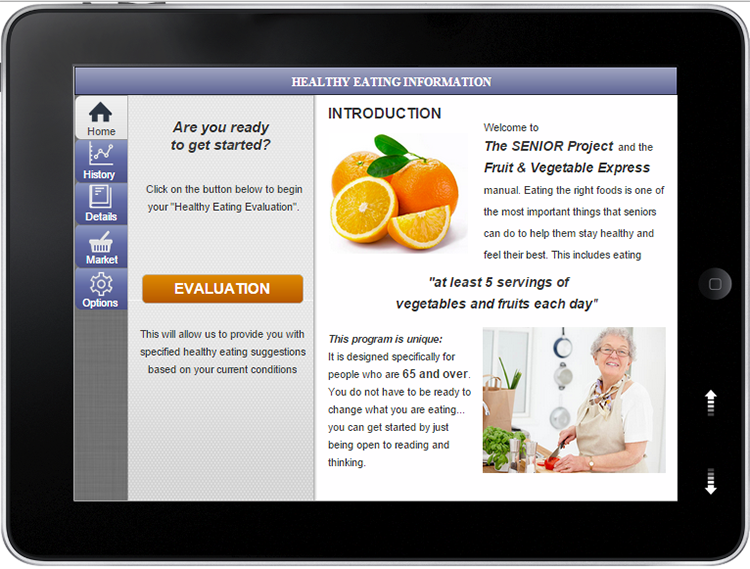 HEALTHY EATING INFORMATION
Home
History
Details
Market
Options
Are you ready
to get started?
Click on the button below to begin
your "Healthy Eating Evaluation".
EVALUATION
This will allow us to provide you with
specified healthy eating suggestions
based on your current conditions
INTRODUCTION
Welcome to
The SENIOR Project and the
Fruit & Vegetable Express
manual. Eating the right foods is one of
the most important things that seniors
can do to help them stay healthy and
feel their best. This includes eating
"at least 5 servings of
vegetables and fruits each day"
This program is unique:
It is designed specifically for
people who are 65 and over.
You do not have to be ready to
change what you are eating...
you can get started by just
being open to reading and
thinking.